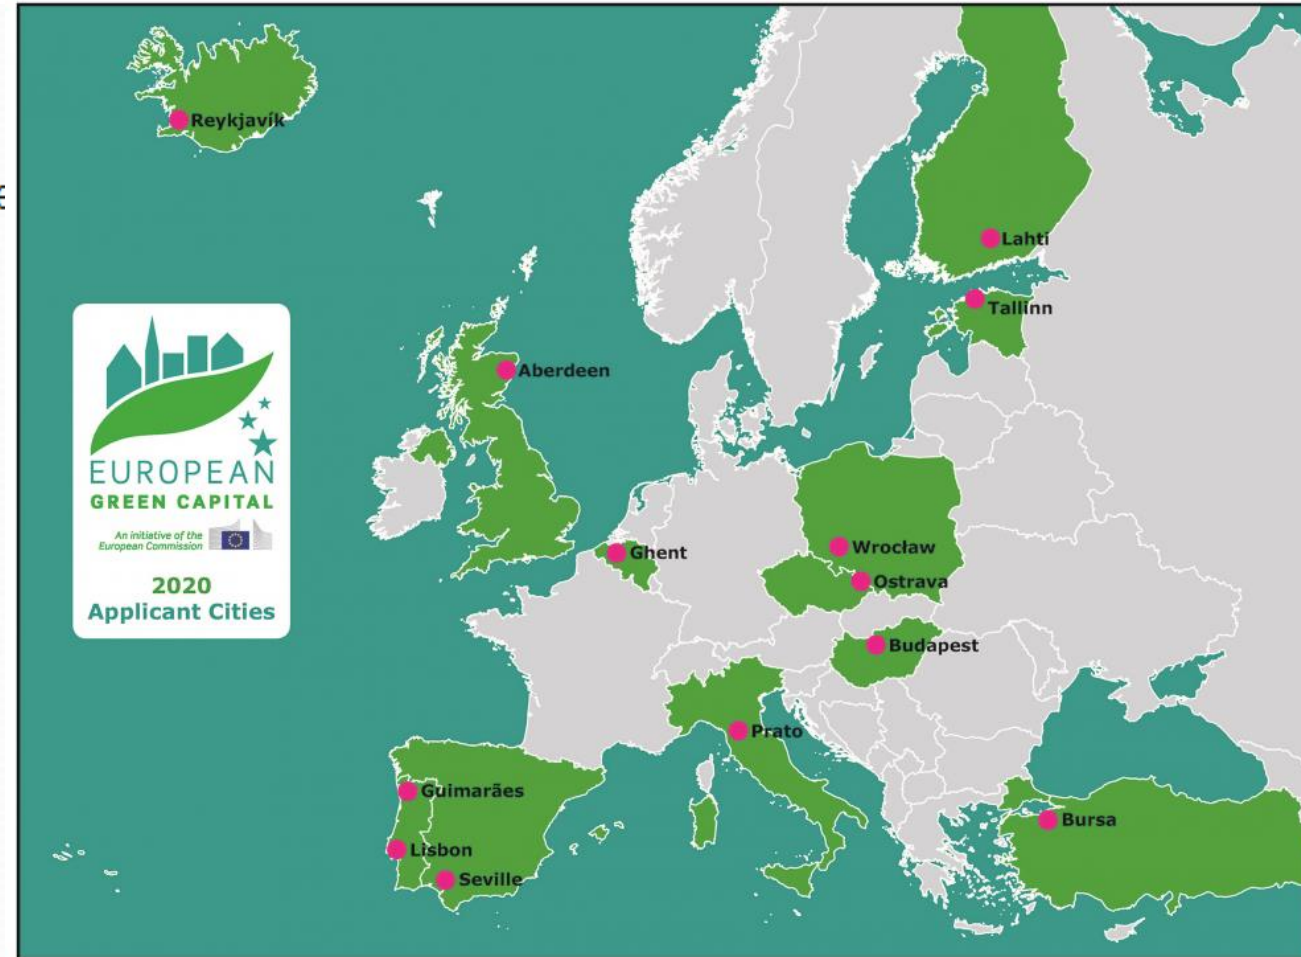 Reykjavík
Lahti
Tallinn
Aberdeen
EUROPEAN
GREEN CAPITAL
An initiative of the
European Commission
2020
Applicant Cities
Ghent
Wrocław
Ostrava
Budapest
Prato
Guimarães
Lisbon
Seville
Bursa